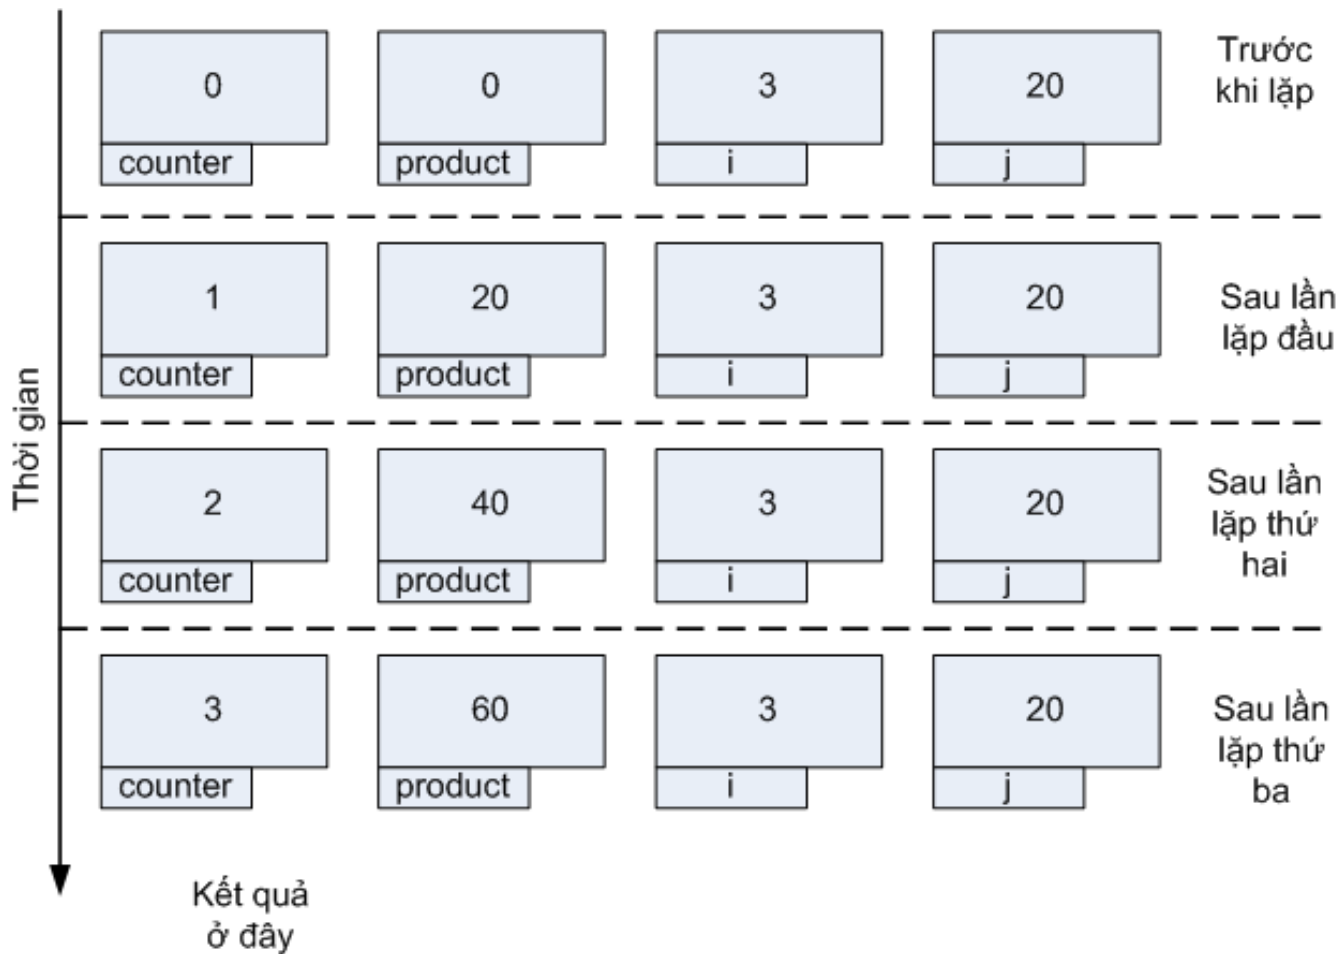 0 0 3 20
counter product i j
Trước
khi lặp
1 20 3 20
counter product i j
Sau lần
lặp đầu
Thời gian
2 40 3 20
counter product i j
Sau lần
lặp thứ
hai
3 60 3 20
counter product i j
Sau lần
lặp thứ
ba
Kết quả
ở đây